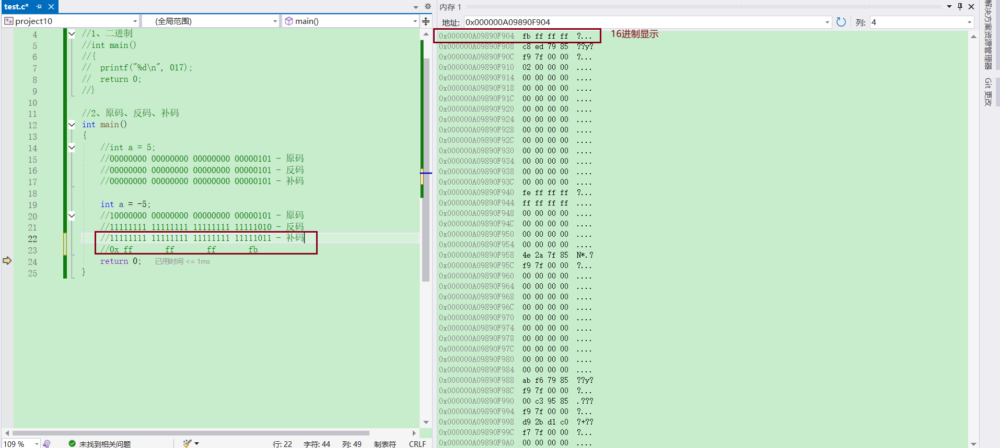 test.c*
project10
(全局范围)
main()
4 //1、二进制
5 //int main()
6 //{
7 // printf("%d\n", 017);
8 // return 0;
9 //}
10
11 //2、原码、反码、补码
12 int main()
13 {
14 //int a = 5;
15 //00000000 00000000 00000000 00000101 - 原码
16 //00000000 00000000 00000000 00000101 - 反码
17 //00000000 00000000 00000000 00000101 - 补码
18
19 int a = -5;
20 //10000000 00000000 00000000 00000101 - 原码
21 //11111111 11111111 11111111 11111010 - 反码
22 //11111111 11111111 11111111 11111011 - 补码
23 //0x ff ff ff fb
24 return 0; 已用时间 <= 1ms
25 }
109 %
未找到相关问题
行: 22 字符: 44 列: 49 制表符 CRLF
内存 1
地址: 0x000000A09890F904
列: 4
0x000000A09890F904 fb ff ff ff ?...
16进制显示
0x000000A09890F908 c8 ed 79 85 ??y?
0x000000A09890F90C f9 7f 00 00 ?...
0x000000A09890F910 02 00 00 00 ....
0x000000A09890F914 00 00 00 00 ....
0x000000A09890F918 00 00 00 00 ....
0x000000A09890F91C 00 00 00 00 ....
0x000000A09890F920 00 00 00 00 ....
0x000000A09890F924 00 00 00 00 ....
0x000000A09890F928 00 00 00 00 ....
0x000000A09890F92C 00 00 00 00 ....
0x000000A09890F930 00 00 00 00 ....
0x000000A09890F934 00 00 00 00 ....
0x000000A09890F938 00 00 00 00 ....
0x000000A09890F93C 00 00 00 00 ....
0x000000A09890F940 fe ff ff ff ?...
0x000000A09890F944 ff ff ff ff ....
0x000000A09890F948 00 00 00 00 ....
0x000000A09890F94C 00 00 00 00 ....
0x000000A09890F950 00 00 00 00 ....
0x000000A09890F954 00 00 00 00 ....
0x000000A09890F958 4e 2a 7f 85 N*.?
0x000000A09890F95C f9 7f 00 00 ?...
0x000000A09890F960 00 00 00 00 ....
0x000000A09890F964 00 00 00 00 ....
0x000000A09890F968 00 00 00 00 ....
0x000000A09890F96C 00 00 00 00 ....
0x000000A09890F970 00 00 00 00 ....
0x000000A09890F974 00 00 00 00 ....
0x000000A09890F978 00 00 00 00 ....
0x000000A09890F97C 00 00 00 00 ....
0x000000A09890F980 00 00 00 00 ....
0x000000A09890F984 00 00 00 00 ....
0x000000A09890F988 ab f6 79 85 ??y?
0x000000A09890F98C f9 7f 00 00 ?...
0x000000A09890F990 00 c3 95 85 .???
0x000000A09890F994 f9 7f 00 00 ?...
0x000000A09890F998 d9 2b d1 c0 ?+??
0x000000A09890F99C f7 7f 00 00 ?...
0x000000A09890F9A0 00 00 00 00 ....
解决方案资源管理器
Git 更改